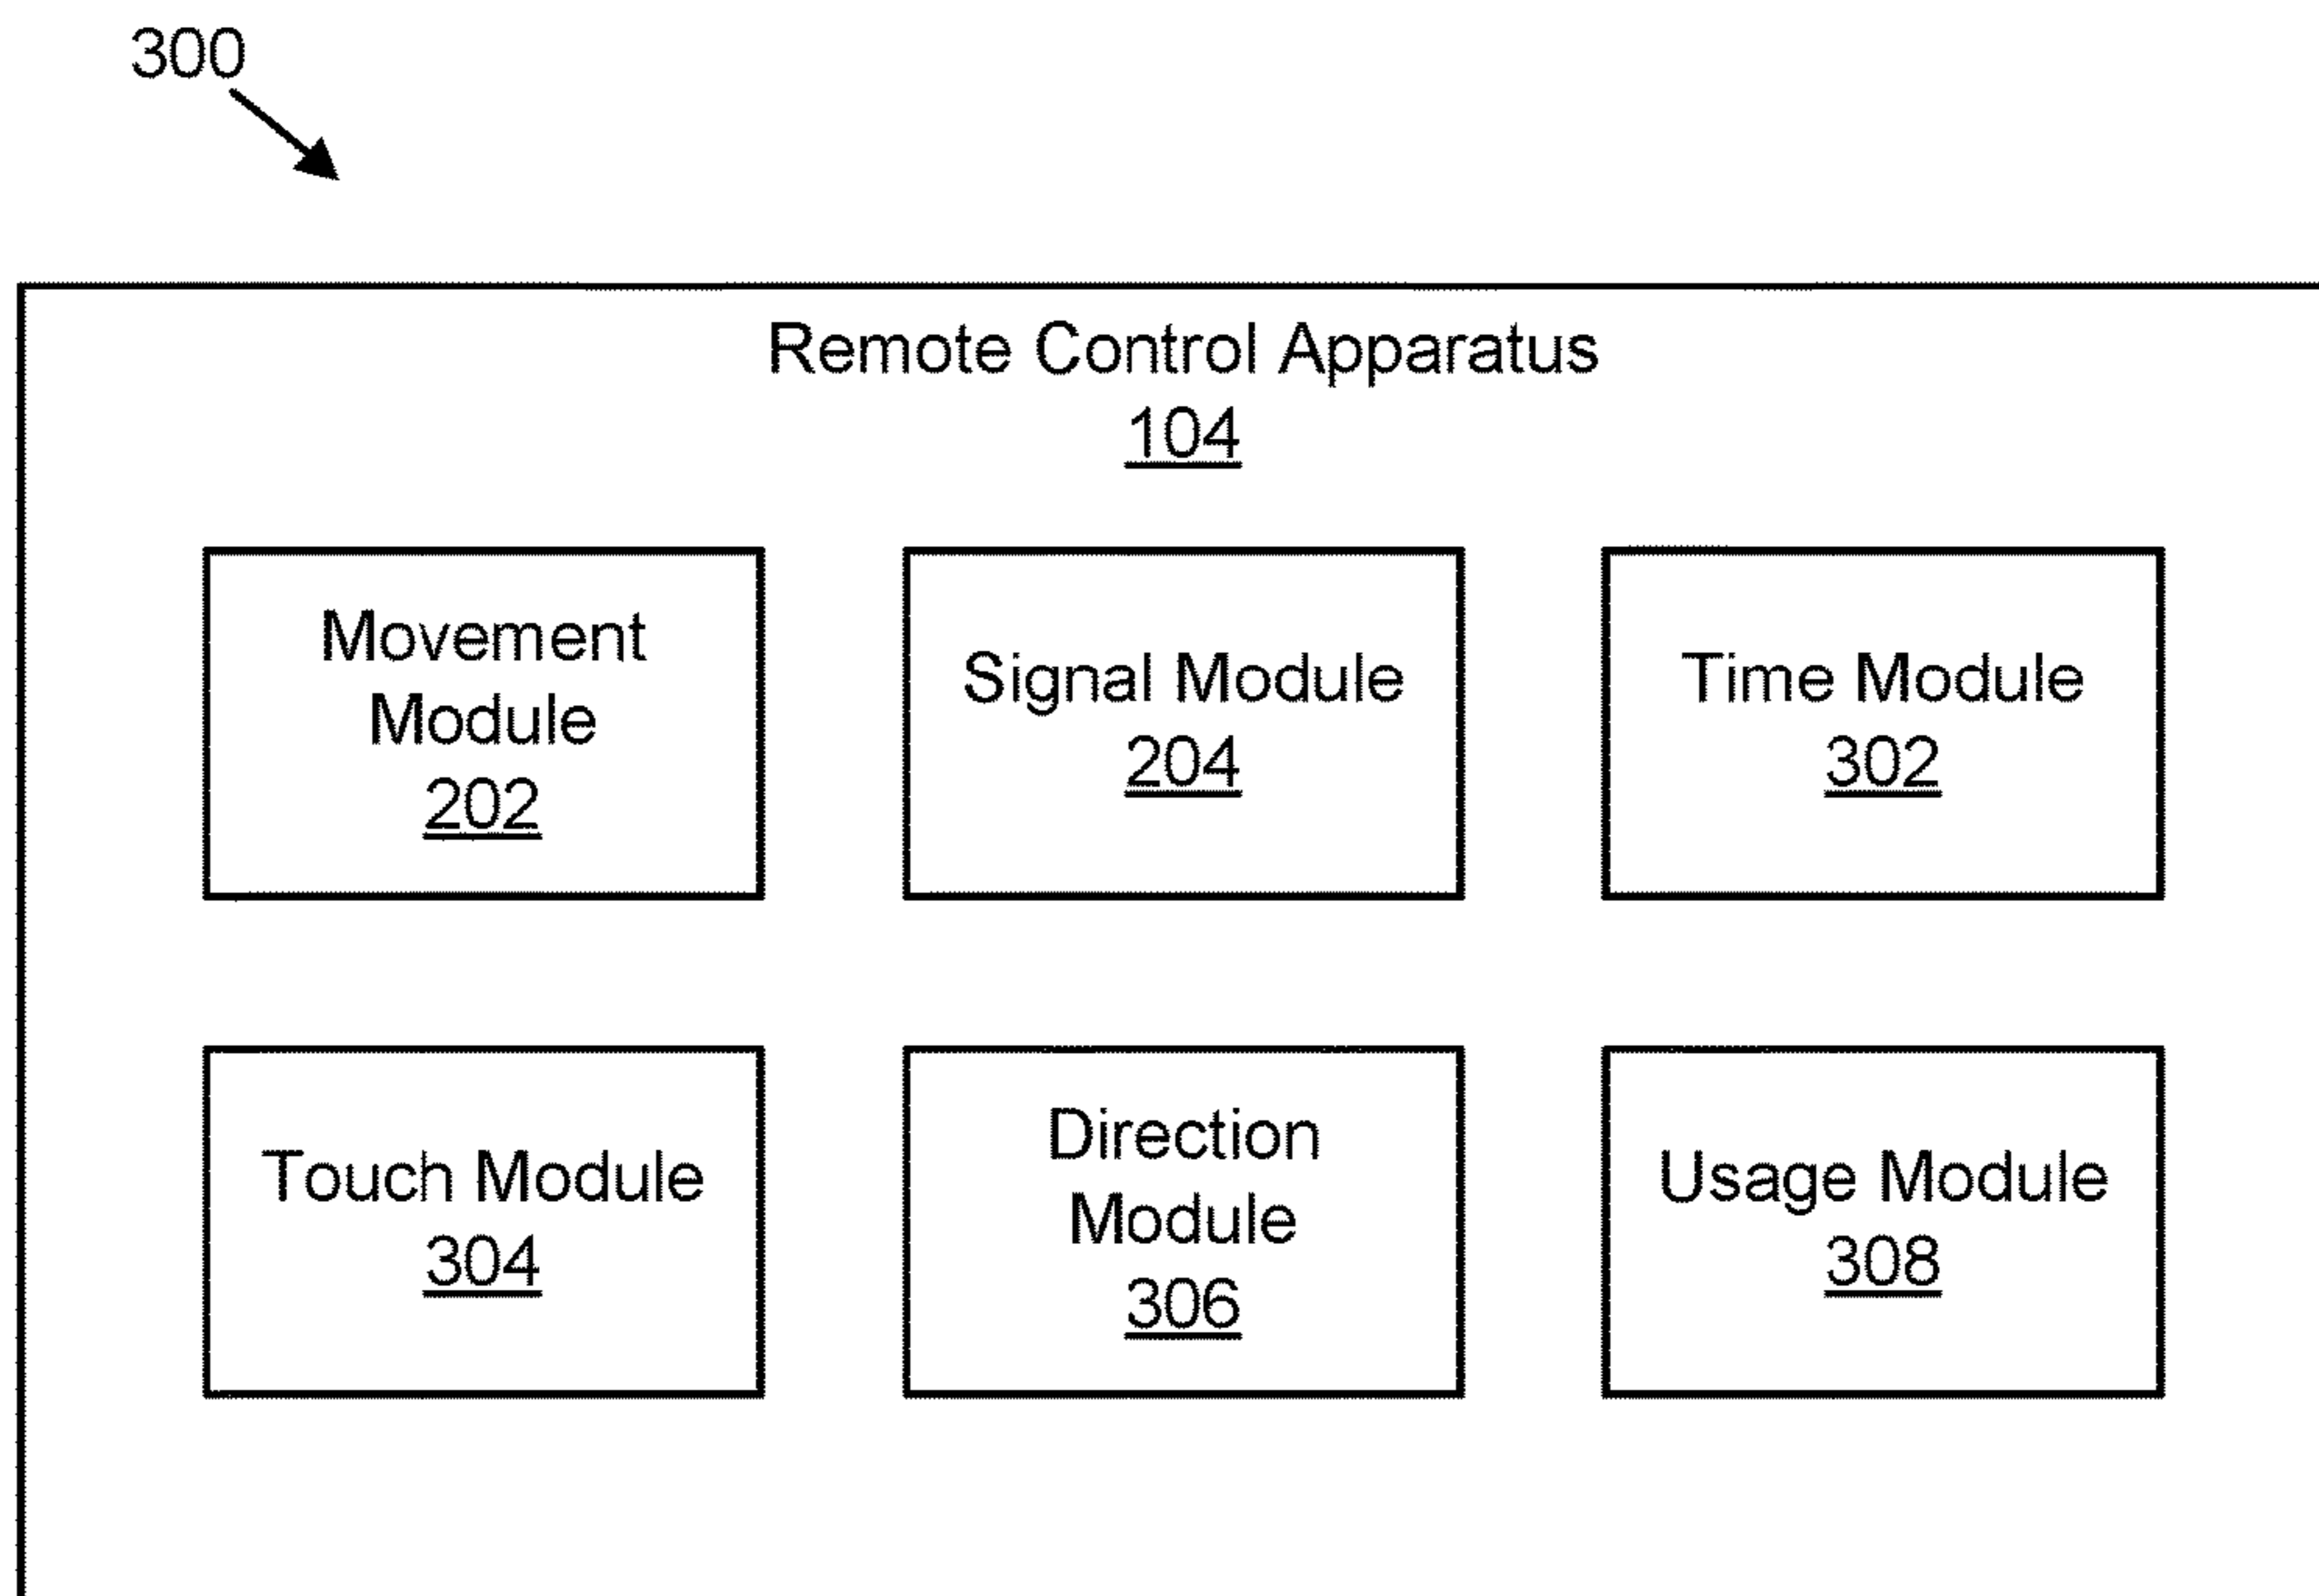 300
Remote Control Apparatus
104
Movement
Module
202
Signal Module
204
Time Module
302
Touch Module
304
Direction
Module
306
Usage Module
308